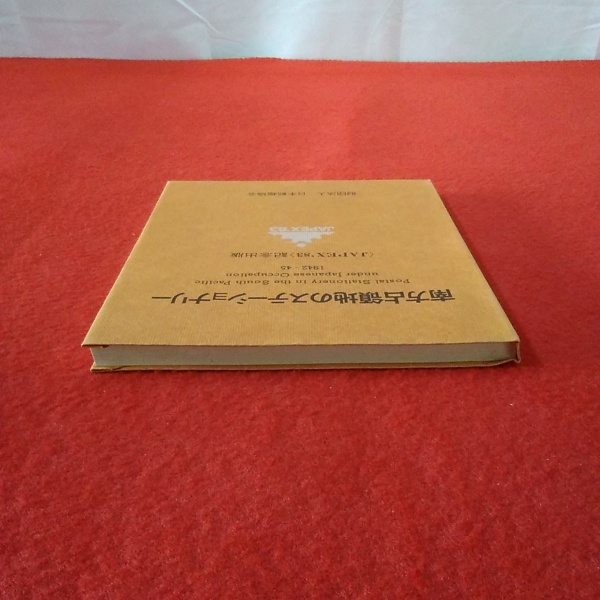 南方占領地のステーショナリー
Postal Stationery in the South Pacific
under Japanese Occupation
1942-45
〈JAPEX'83〉記念出版
JAPEX'83
財団法人 日本郵趣協会